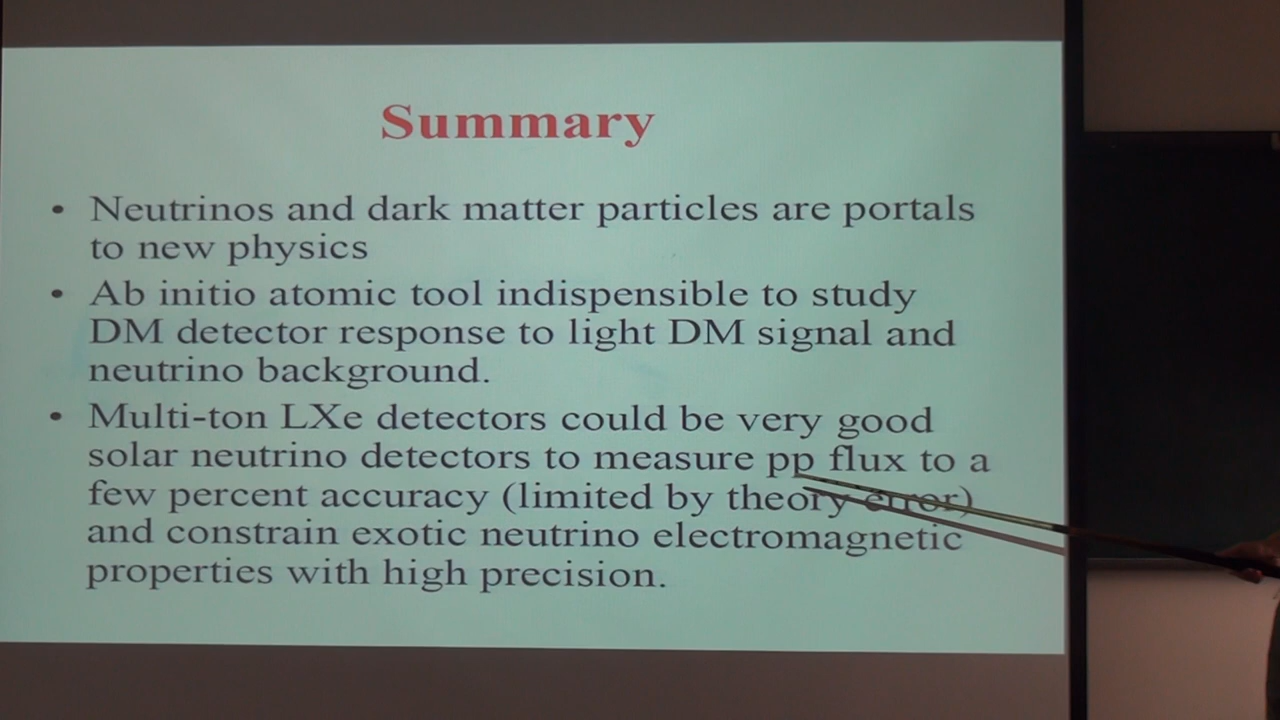 Summary
• Neutrinos and dark matter particles are portals
to new physics
• Ab initio atomic tool indispensible to study
DM detector response to light DM signal and
neutrino background.
• Multi-ton LXe detectors could be very good
solar neutrino detectors to measure pp flux to a
few percent accuracy (limited by theory error)
and constrain exotic neutrino electromagnetic
properties with high precision.